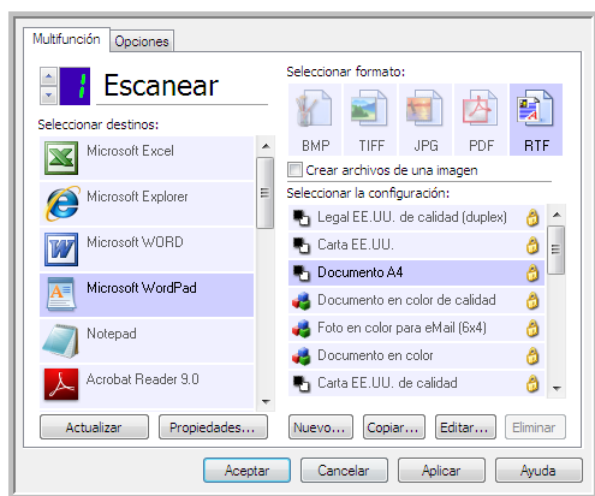 Multifunción
Opciones
1
Escanear
Seleccionar destinos:
Microsoft Excel
Microsoft Explorer
Microsoft WORD
Microsoft WordPad
Notepad
Acrobat Reader 9.0
Actualizar
Propiedades...
Seleccionar formato:
BMP
TIFF
JPG
PDF
RTF
Crear archivos de una imagen
Seleccionar la configuración:
Legal EE.UU. de calidad (duplex)
Carta EE.UU.
Documento A4
Documento en color de calidad
Foto en color para eMail (6x4)
Documento en color
Carta EE.UU. de calidad
Nuevo...
Copiar...
Editar...
Eliminar
Aceptar
Cancelar
Aplicar
Ayuda